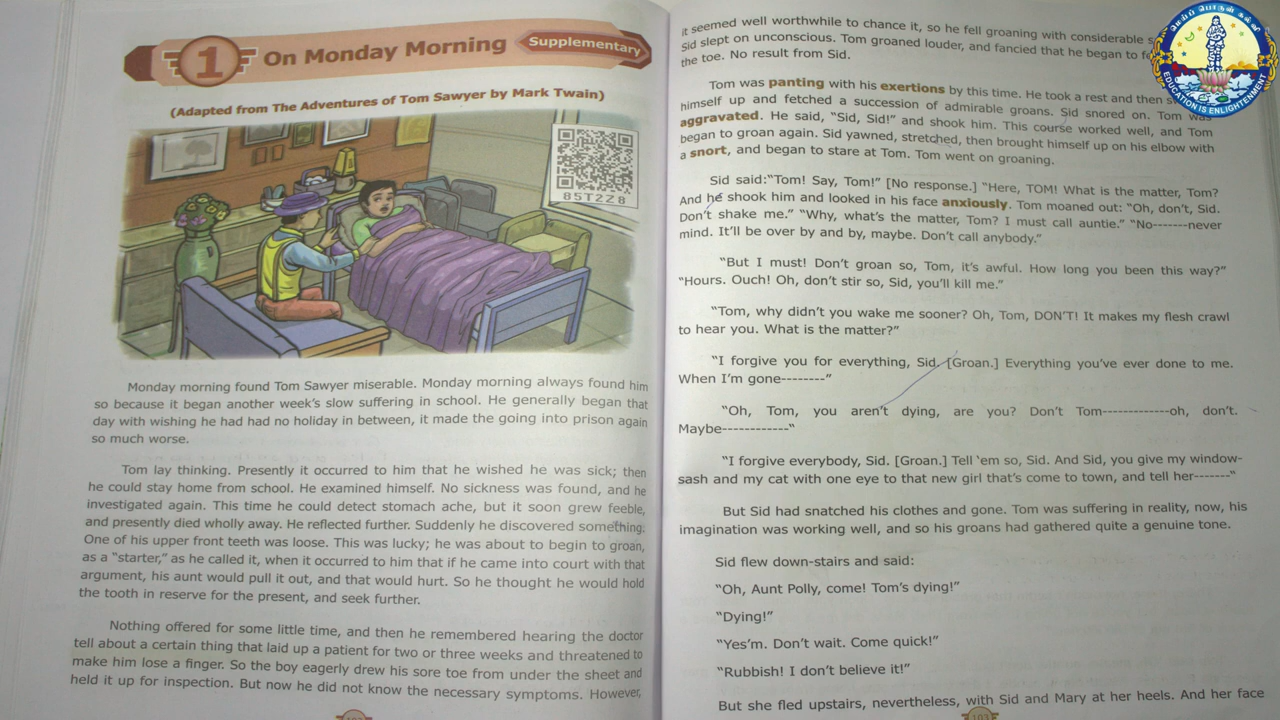 1
On Monday Morning
Supplementary
(Adapted from The Adventures of Tom Sawyer by Mark Twain)
85T2Z8
Monday morning found Tom Sawyer miserable. Monday morning always found him
so because it began another week's slow suffering in school. He generally began that
day with wishing he had had no holiday in between, it made the going into prison again
so much worse.
Tom lay thinking. Presently it occurred to him that he wished he was sick; then
he could stay home from school. He examined himself. No sickness was found, and he
investigated again. This time he could detect stomach ache, but it soon grew feeble,
and presently died wholly away. He reflected further. Suddenly he discovered something.
One of his upper front teeth was loose. This was lucky; he was about to begin to groan,
as a "starter," as he called it, when it occurred to him that if he came into court with that
argument, his aunt would pull it out, and that would hurt. So he thought he would hold
the tooth in reserve for the present, and seek further.
Nothing offered for some little time, and then he remembered hearing the doctor
tell about a certain thing that laid up a patient for two or three weeks and threatened to
make him lose a finger. So the boy eagerly drew his sore toe from under the sheet and
held it up for inspection. But now he did not know the necessary symptoms. However,
it seemed well worthwhile to chance it, so he fell groaning with considerable
Sid slept on unconscious. Tom groaned louder, and fancied that he began to
the toe. No result from Sid.
Tom was panting with his exertions by this time. He took a rest and then
himself up and fetched a succession of admirable groans. Sid snored on. Tom was
aggravated. He said, "Sid, Sid!" and shook him. This course worked well, and Tom
began to groan again. Sid yawned, stretched, then brought himself up on his elbow with
a snort, and began to stare at Tom. Tom went on groaning.
Sid said:"Tom! Say, Tom!" [No response.] "Here, TOM! What is the matter, Tom?
And he shook him and looked in his face anxiously. Tom moaned out: "Oh, don't, Sid.
Don't shake me." "Why, what's the matter, Tom? I must call auntie." "No-------never
mind. It'll be over by and by, maybe. Don't call anybody."
"But I must! Don't groan so, Tom, it's awful. How long you been this way?"
"Hours. Ouch! Oh, don't stir so, Sid, you'll kill me."
"Tom, why didn't you wake me sooner? Oh, Tom, DON'T! It makes my flesh crawl
to hear you. What is the matter?"
"I forgive you for everything, Sid. [Groan.] Everything you've ever done to me.
When I'm gone--------"
"Oh, Tom, you aren't dying, are you? Don't Tom-------------oh, don't.
Maybe------------"
"I forgive everybody, Sid. [Groan.] Tell 'em so, Sid. And Sid, you give my window-
sash and my cat with one eye to that new girl that's come to town, and tell her-------"
But Sid had snatched his clothes and gone. Tom was suffering in reality, now, his
imagination was working well, and so his groans had gathered quite a genuine tone.
Sid flew down-stairs and said:
"Oh, Aunt Polly, come! Tom's dying!"
"Dying!"
"Yes'm. Don't wait. Come quick!"
"Rubbish! I don't believe it!"
But she fled upstairs, nevertheless, with Sid and Mary at her heels. And her face
103
மெய்ப் பொருள் கல்வி
EDUCATION IS ENLIGHTENMENT